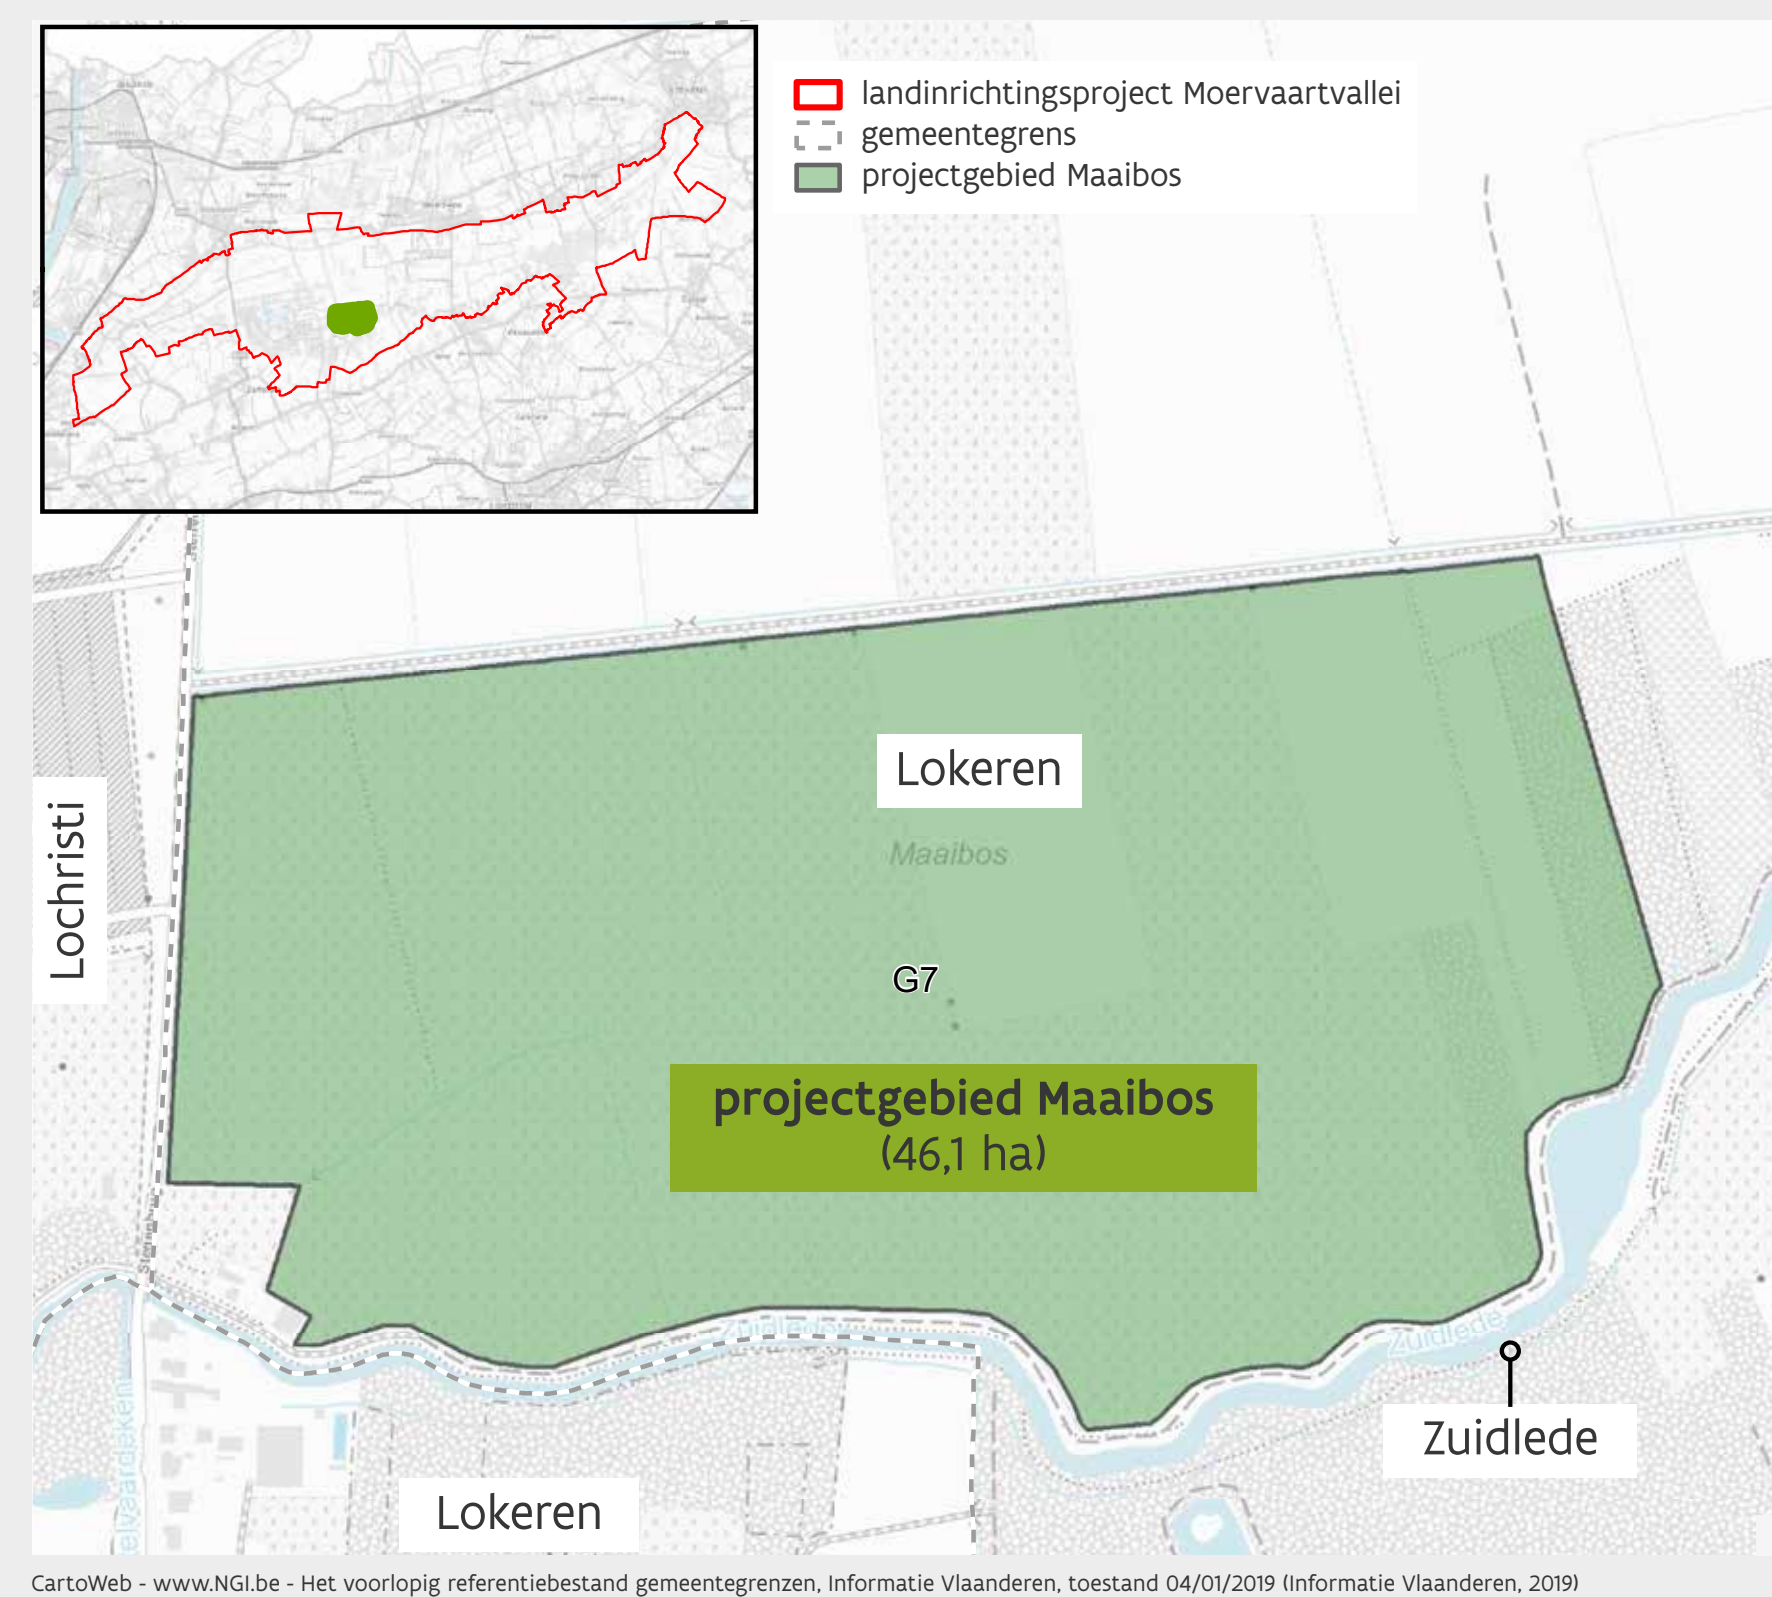 landinrichtingsproject Moervaartvallei
gemeentegrens
projectgebied Maaibos
Lokeren
Maaibos
Lochristi
G7
projectgebied Maaibos
(46,1 ha)
Zuidlede
Zuidlede
Zuidlede
Lokeren
CartoWeb - www.NGI.be - Het voorlopig referentiebestand gemeentegrenzen, Informatie Vlaanderen, toestand 04/01/2019 (Informatie Vlaanderen, 2019)